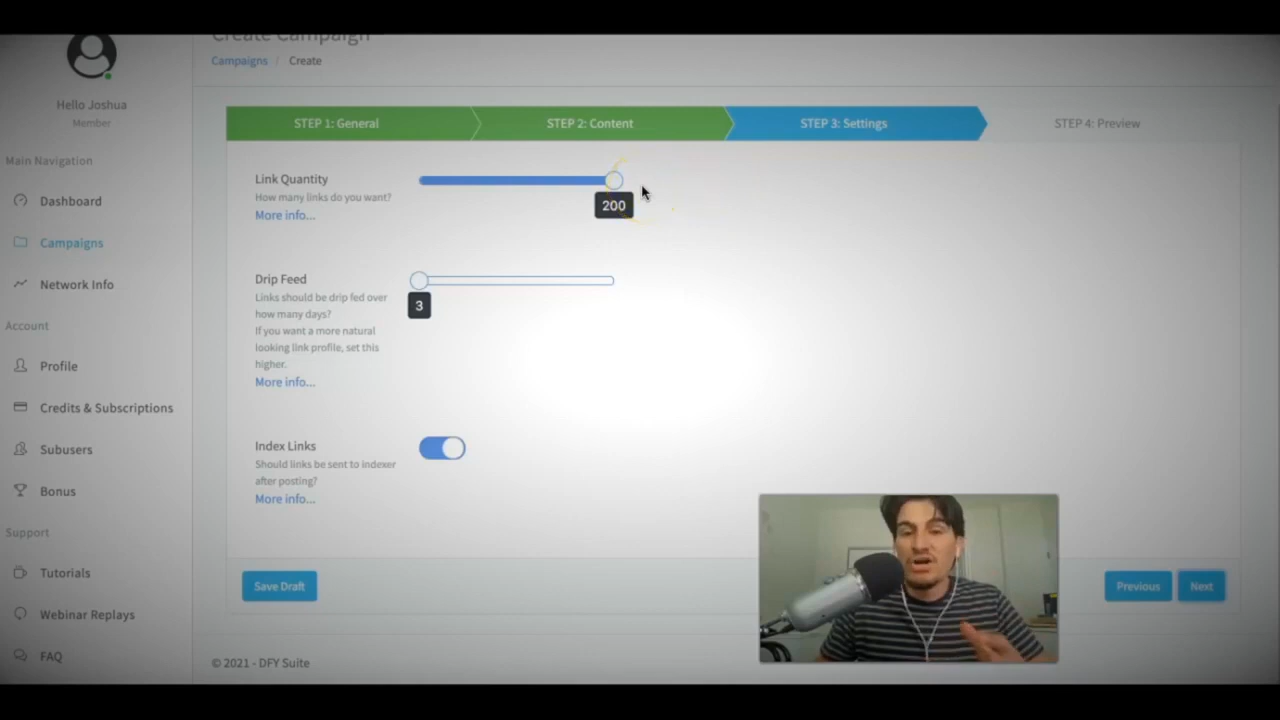 Create Campaign
Campaigns / Create
Hello Joshua
Member
Main Navigation
Dashboard
Campaigns
Network Info
Account
Profile
Credits & Subscriptions
Subusers
Bonus
Support
Tutorials
Webinar Replays
FAQ
STEP 1: General
STEP 2: Content
STEP 3: Settings
STEP 4: Preview
Link Quantity
How many links do you want?
More info...
200
Drip Feed
Links should be drip fed over
how many days?
If you want a more natural
looking link profile, set this
higher.
More info...
3
Index Links
Should links be sent to indexer
after posting?
More info...
Save Draft
Previous
Next
© 2021 - DFY Suite